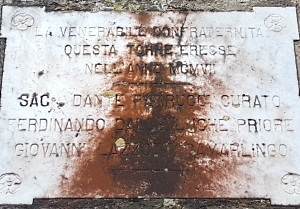 LA VENERABILE CONFRATERNITA
QUESTA TORRE ERESSE
NELL'ANNO MCMVII
SAC. DANTE CURATO
FERDINANDO PRIORE
GIOVANNI CAMARLINGO